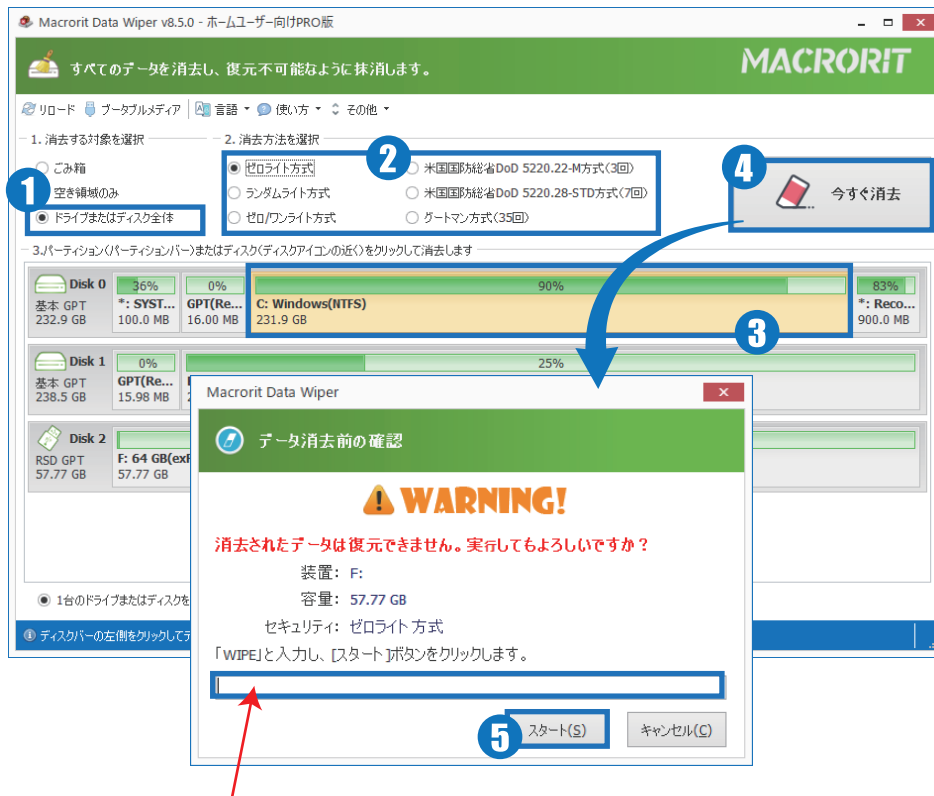 Macrorit Data Wiper v8.5.0 - ホームユーザー向けPRO版
すべてのデータを消去し、復元不可能なように抹消します。
MACRORIT
リロード ブータブルメディア 言語 使い方 その他
1. 消去する対象を選択
2. 消去方法を選択
ごみ箱
空き領域のみ
ドライブまたはディスク全体
1
ゼロライト方式
2
米国国防総省DoD 5220.22-M方式(3回)
ランダムライト方式
米国国防総省DoD 5220.28-STD方式(7回)
ゼロ/ワンライト方式
グートマン方式(35回)
4
今すぐ消去
3.パーティション(パーティションバー)またはディスク(ディスクアイコンの近く)をクリックして消去します
Disk 0
基本 GPT
232.9 GB
36%
*: SYST...
100.0 MB
0%
GPT(Re...
16.00 MB
90%
C: Windows(NTFS)
231.9 GB
3
83%
*: Reco...
900.0 MB
Disk 1
基本 GPT
238.5 GB
0%
GPT(Re...
15.98 MB
25%
Disk 2
RSD GPT
57.77 GB
F: 64 GB(exF
57.77 GB
1台のドライブまたはディスクを
ディスクバーの左側をクリックしてデ
Macrorit Data Wiper
データ消去前の確認
WARNING!
消去されたデータは復元できません。実行してもよろしいですか？
装置: F:
容量: 57.77 GB
セキュリティ: ゼロライト 方式
「WIPE」と入力し、[スタート]ボタンをクリックします。
5
スタート(S)
キャンセル(C)